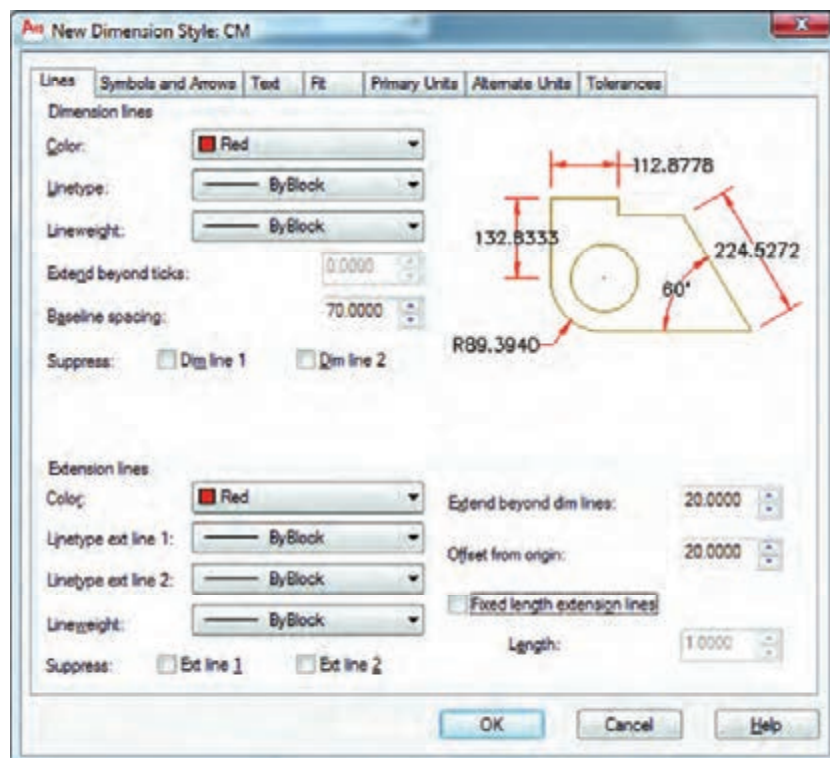 New Dimension Style: CM
Lines Symbols and Arrows Text Fit Primary Units Alternate Units Tolerances
Dimension lines
Color: Red
Linetype: ByBlock
Lineweight: ByBlock
Extend beyond ticks: 0.0000
Baseline spacing: 70.0000
Suppress: Dim line 1 Dim line 2
112.8778
132.8333
224.5272
60°
R89.3940
Extension lines
Color: Red
Linetype ext line 1: ByBlock
Linetype ext line 2: ByBlock
Lineweight: ByBlock
Suppress: Ext line 1 Ext line 2
Extend beyond dim lines: 20.0000
Offset from origin: 20.0000
Fixed length extension lines
Length: 1.0000
OK Cancel Help